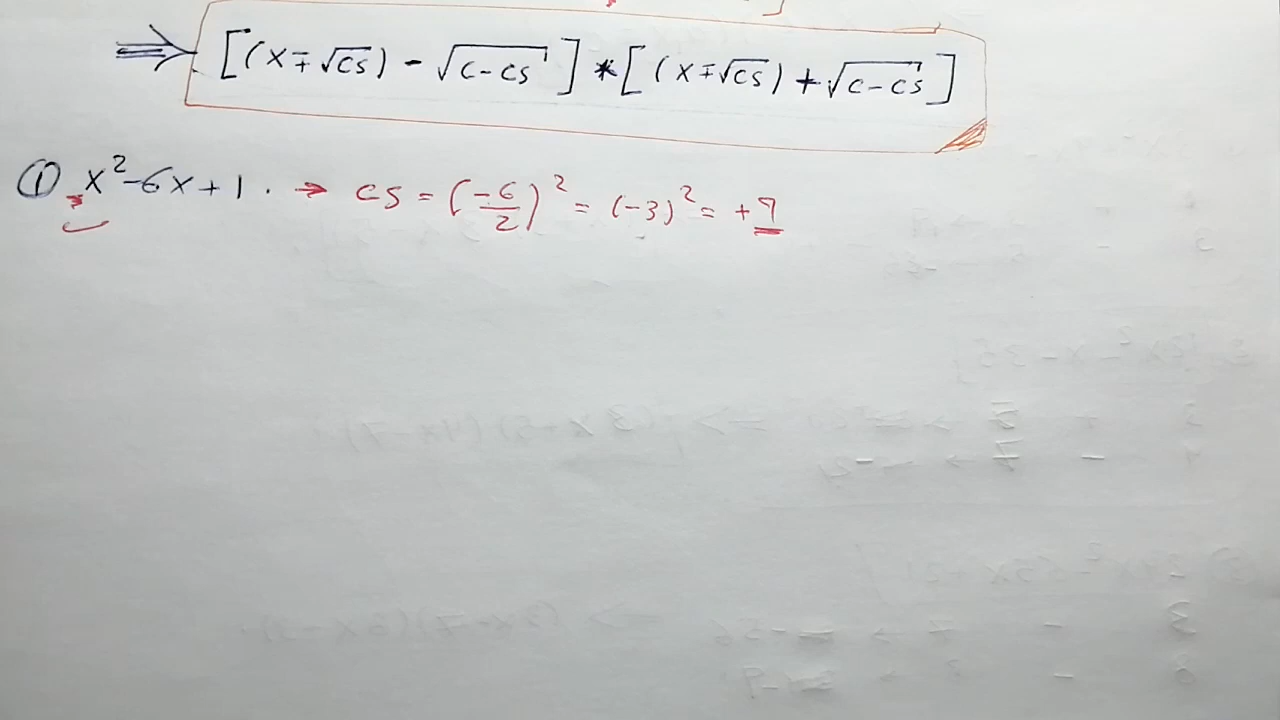 ⇒ [(x∓√cs) - √c-cs] * [(x∓√cs) + √c-cs]
① x²-6x+1. → cs = (-6/2)² = (-3)² = +9